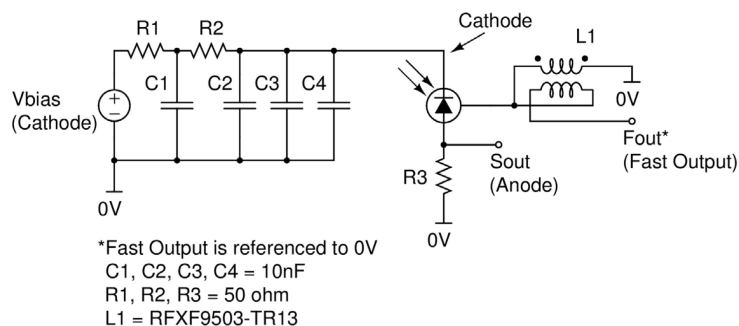 R1
R2
Cathode
L1
C1
C2
C3
C4
Vbias
(Cathode)
+
−
0V
Fout*
(Fast Output)
Sout
(Anode)
R3
0V
0V
*Fast Output is referenced to 0V
C1, C2, C3, C4 = 10nF
R1, R2, R3 = 50 ohm
L1 = RFXF9503-TR13